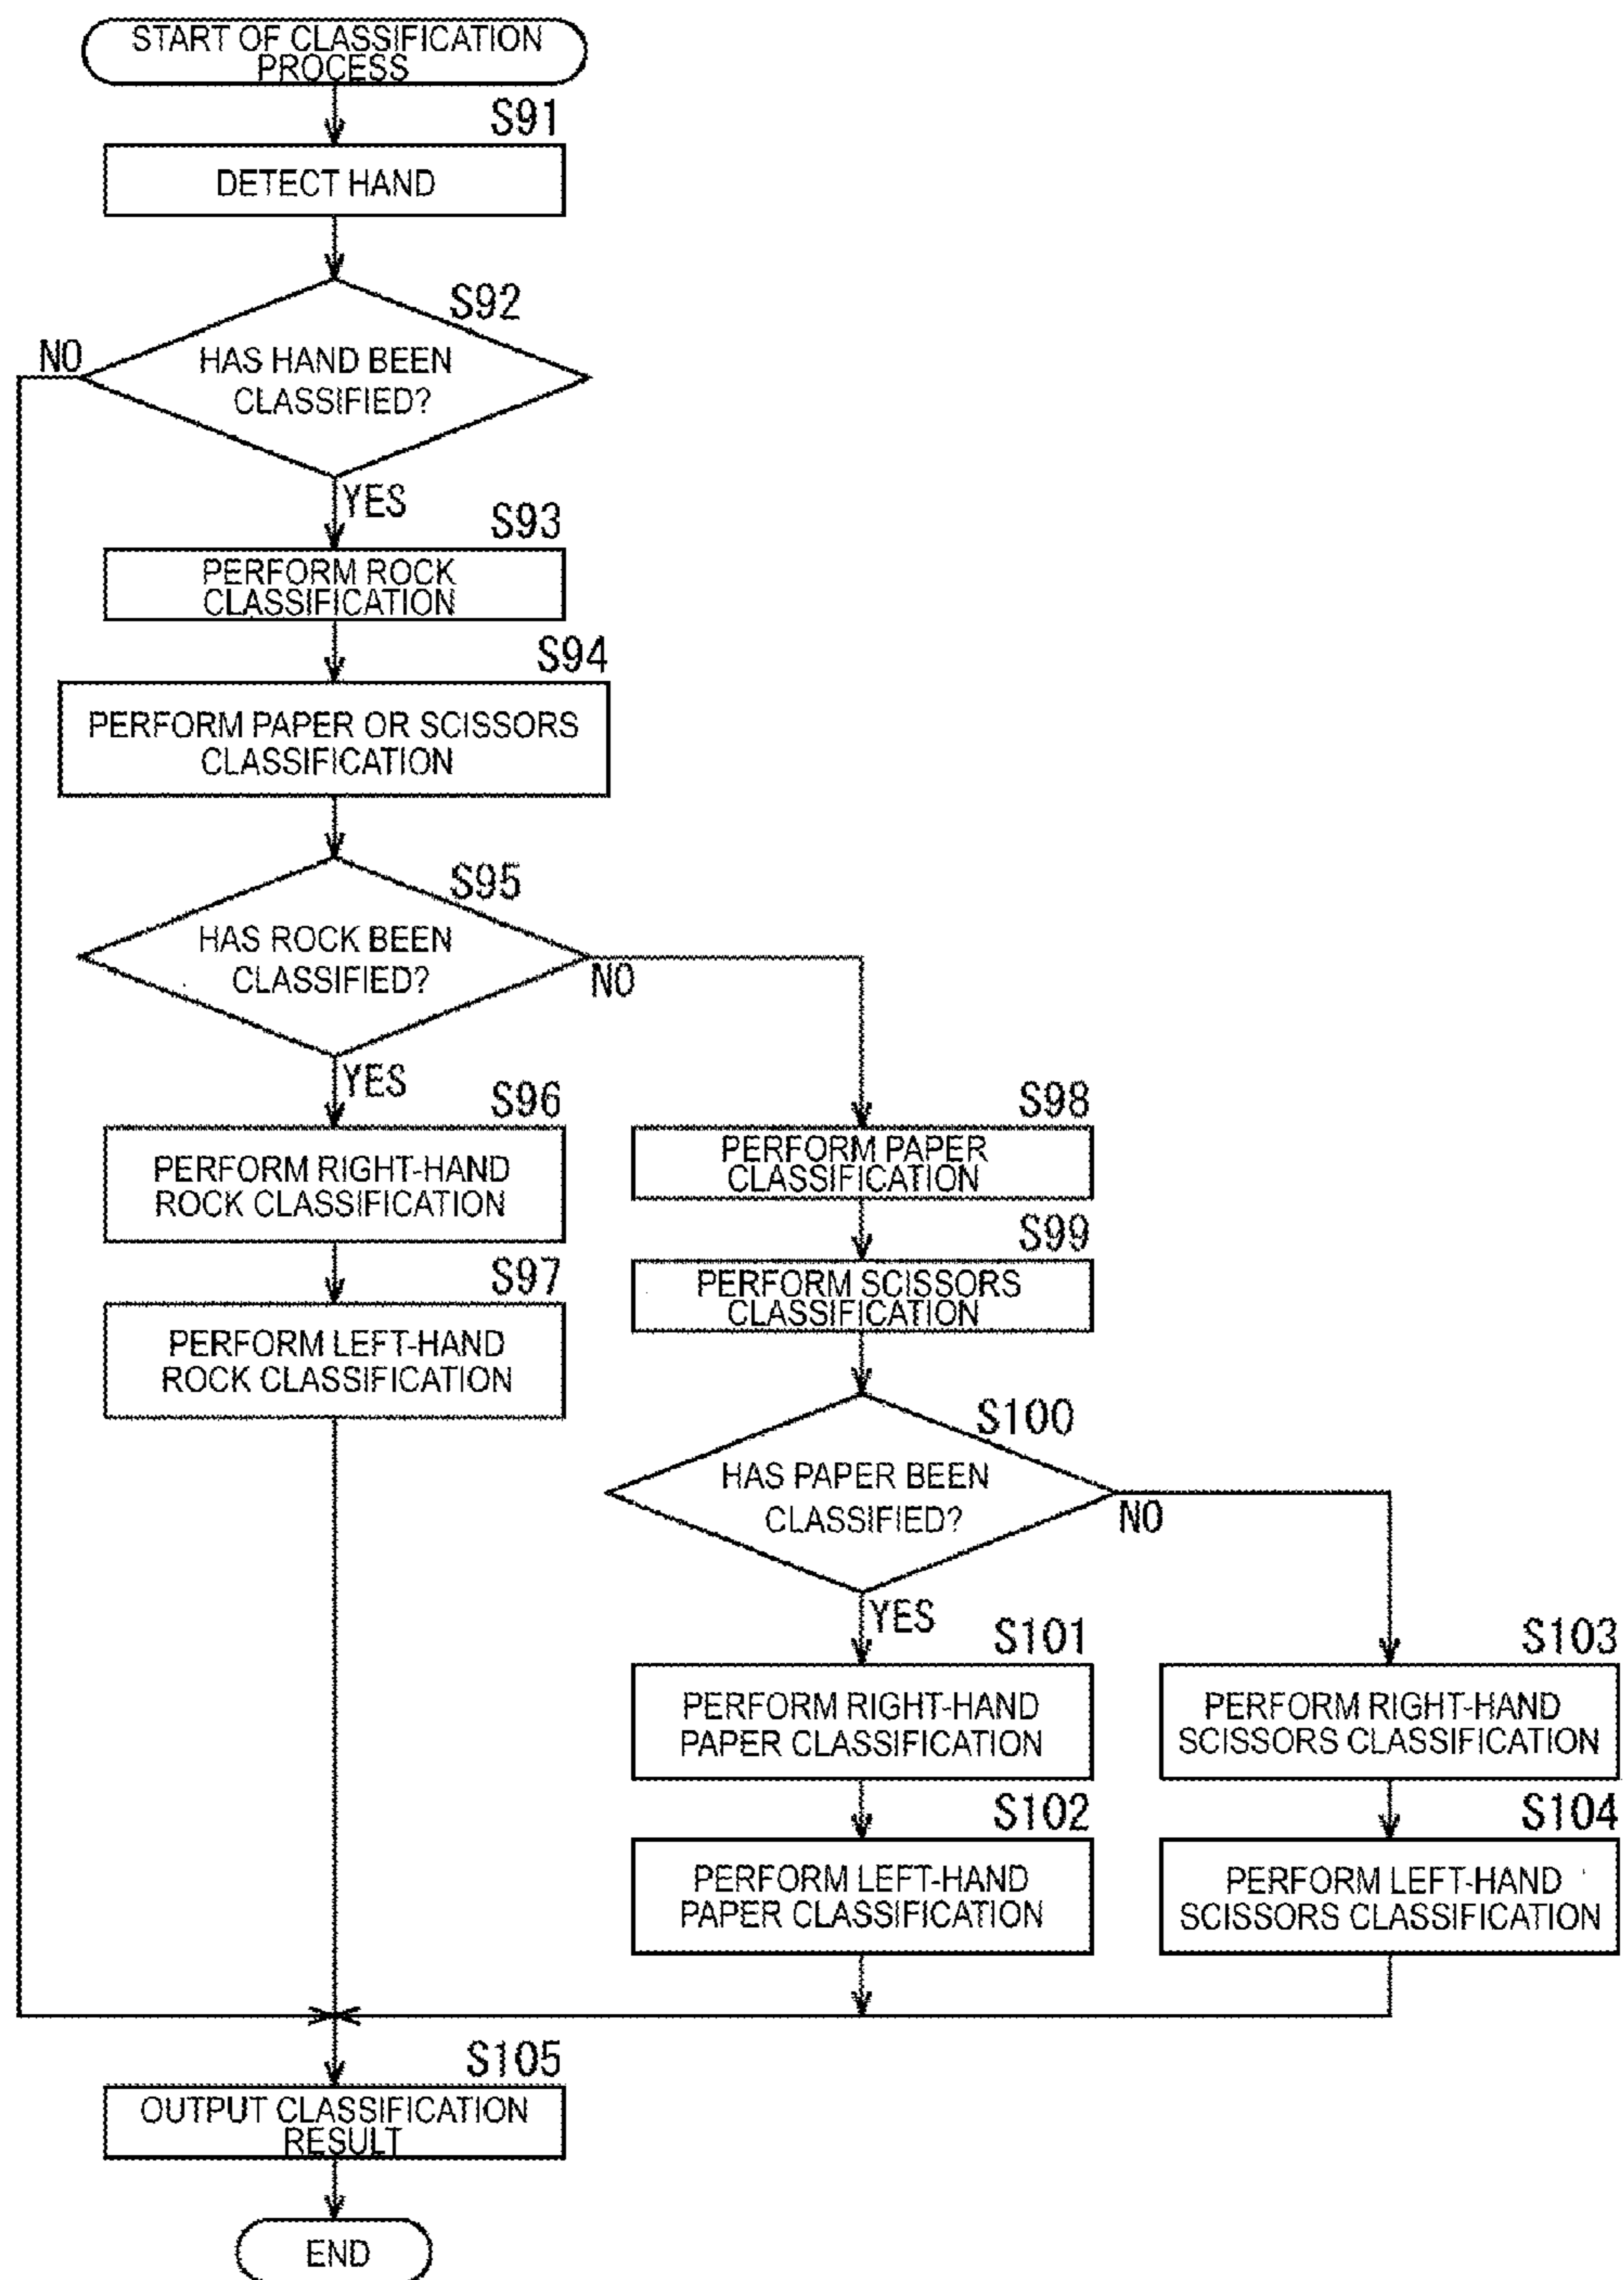 START OF CLASSIFICATION
PROCESS
S91
DETECT HAND
S92
NO
HAS HAND BEEN
CLASSIFIED?
YES
S93
PERFORM ROCK
CLASSIFICATION
S94
PERFORM PAPER OR SCISSORS
CLASSIFICATION
S95
HAS ROCK BEEN
CLASSIFIED?
NO
YES
S96
PERFORM RIGHT-HAND
ROCK CLASSIFICATION
S97
PERFORM LEFT-HAND
ROCK CLASSIFICATION
S98
PERFORM PAPER
CLASSIFICATION
S99
PERFORM SCISSORS
CLASSIFICATION
S100
HAS PAPER BEEN
CLASSIFIED?
NO
YES
S101
PERFORM RIGHT-HAND
PAPER CLASSIFICATION
S102
PERFORM LEFT-HAND
PAPER CLASSIFICATION
S103
PERFORM RIGHT-HAND
SCISSORS CLASSIFICATION
S104
PERFORM LEFT-HAND
SCISSORS CLASSIFICATION
S105
OUTPUT CLASSIFICATION
RESULT
END